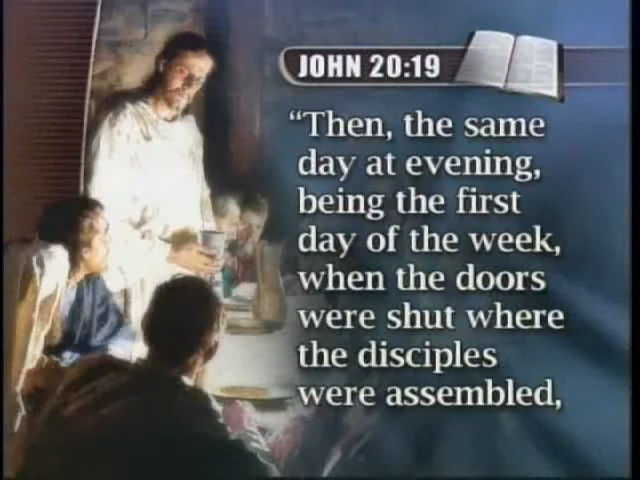 JOHN 20:19
“Then, the same
day at evening,
being the first
day of the week,
when the doors
were shut where
the disciples
were assembled,